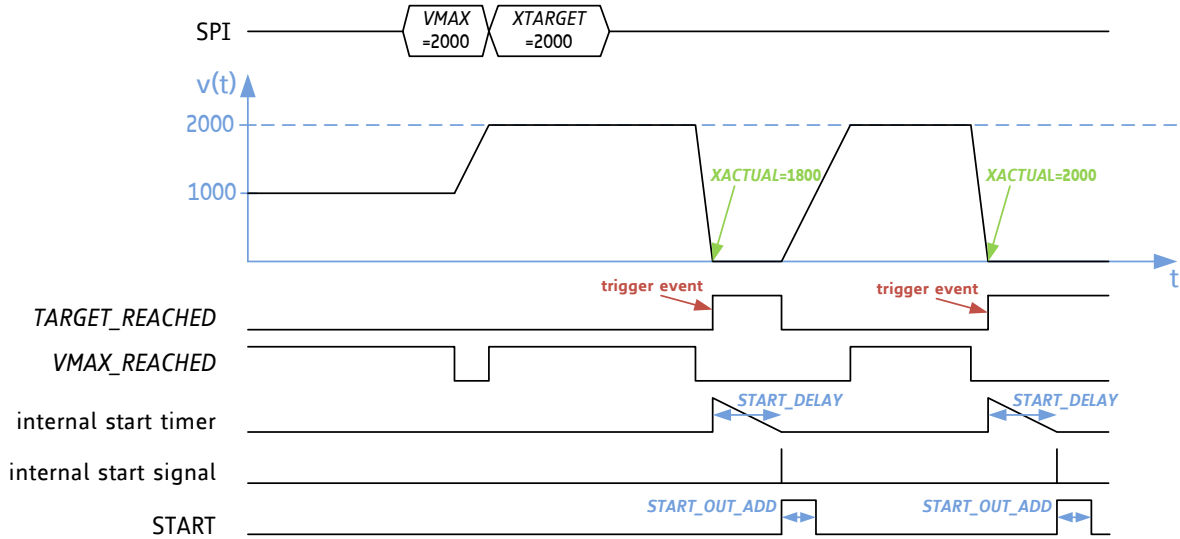 SPI
VMAX
=2000
XTARGET
=2000
v(t)
2000
1000
XACTUAL=1800
XACTUAL=2000
t
trigger event
trigger event
TARGET_REACHED
VMAX_REACHED
internal start timer
START_DELAY
START_DELAY
internal start signal
START
START_OUT_ADD
START_OUT_ADD